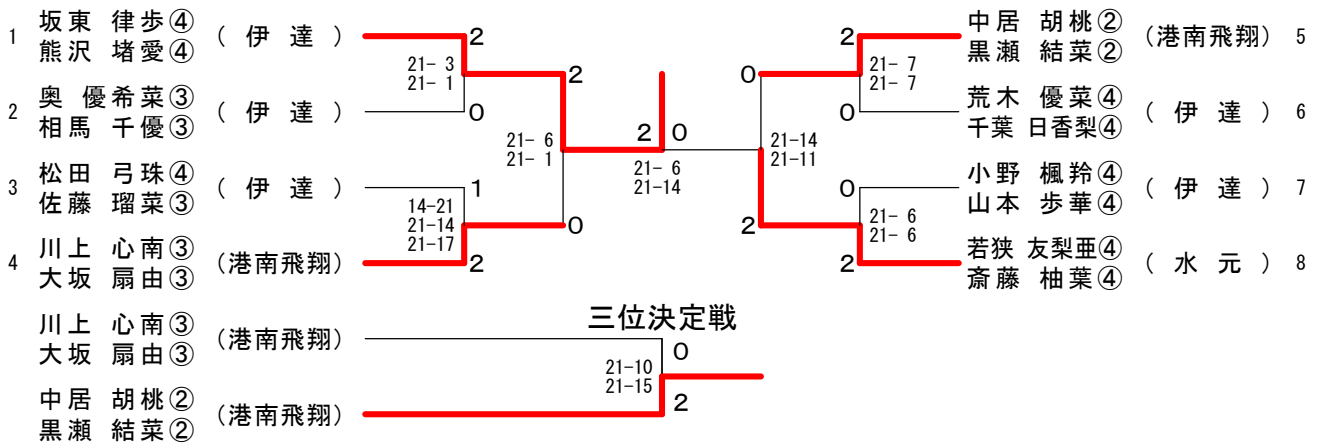 1 坂東 律歩④ 熊沢 堵愛④ (伊達) 2
21- 3
21- 1
2 奥 優希菜③ 相馬 千優③ (伊達) 0
2
21- 6
21- 1
3 松田 弓珠④ 佐藤 瑠菜③ (伊達) 1
14-21
21-14
21-17
0
4 川上 心南③ 大坂 扇由③ (港南飛翔) 2
2 0
21- 6
21-14
2 中居 胡桃② 黒瀬 結菜② (港南飛翔) 5
21- 7
21- 7
0 荒木 優菜④ 千葉 日香梨④ (伊達) 6
0
21-14
21-11
0 小野 楓羚④ 山本 歩華④ (伊達) 7
21- 6
21- 6
2
2 若狭 友梨亜④ 斎藤 柚葉④ (水元) 8
三位決定戦
川上 心南③ 大坂 扇由③ (港南飛翔) 0
21-10
21-15
中居 胡桃② 黒瀬 結菜② (港南飛翔) 2